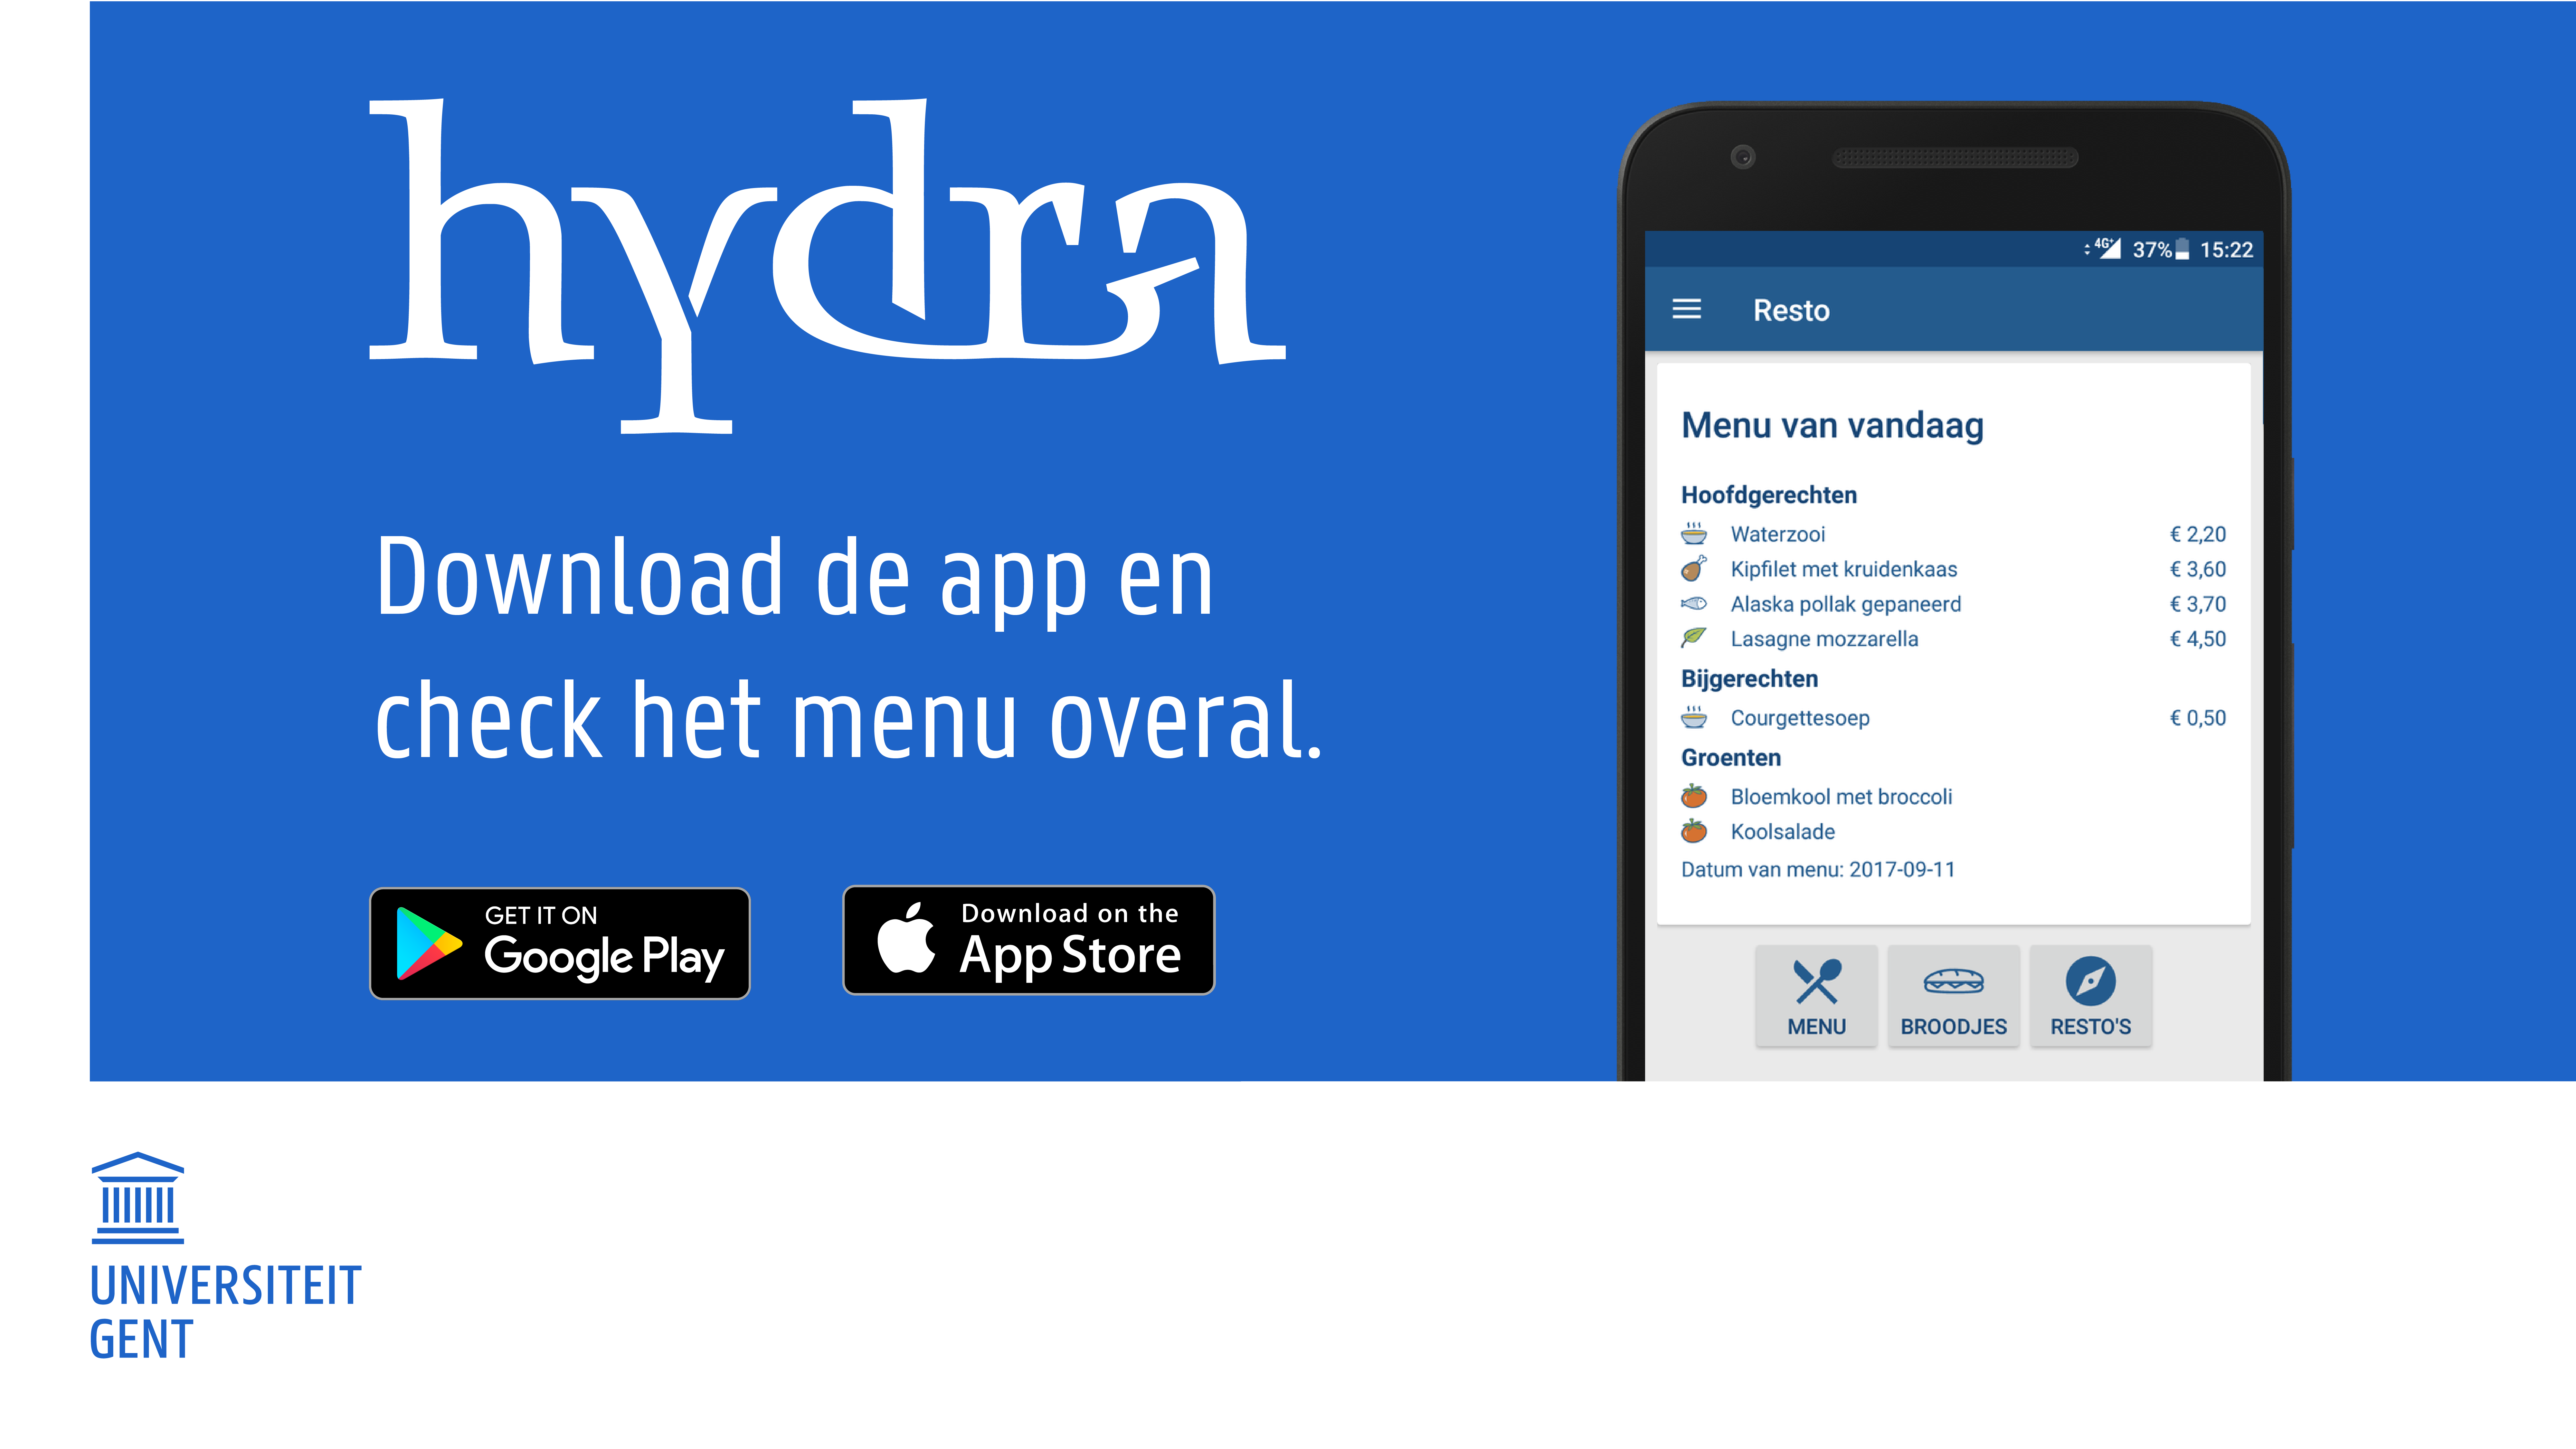 hydra
Download de app en
check het menu overal.
GET IT ON
Google Play
Download on the
App Store
4G+ 37% 15:22
Resto
Menu van vandaag
Hoofdgerechten
Waterzooi € 2,20
Kipfilet met kruidenkaas € 3,60
Alaska pollak gepaneerd € 3,70
Lasagne mozzarella € 4,50
Bijgerechten
Courgettesoep € 0,50
Groenten
Bloemkool met broccoli
Koolsalade
Datum van menu: 2017-09-11
MENU BROODJES RESTO'S
UNIVERSITEIT
GENT